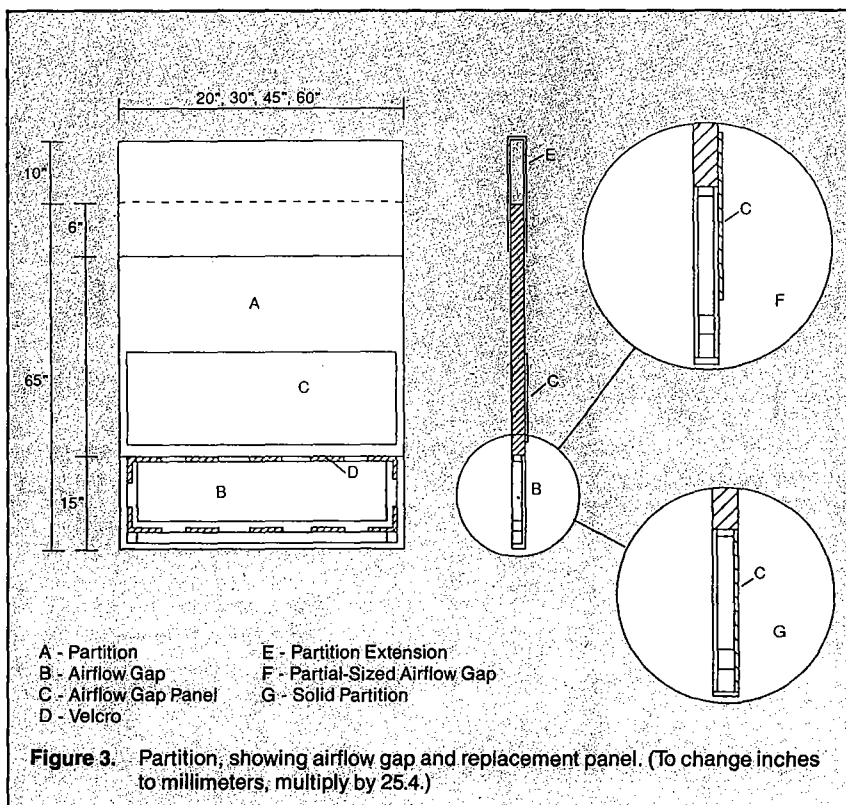 20", 30", 45", 60"
10"
6"
65"
15"
A
C
B
D
E
C
B
C
F
C
G
A - Partition
B - Airflow Gap
C - Airflow Gap Panel
D - Velcro
E - Partition Extension
F - Partial-Sized Airflow Gap
G - Solid Partition
Figure 3. Partition, showing airflow gap and replacement panel. (To change inches
to millimeters, multiply by 25.4.)